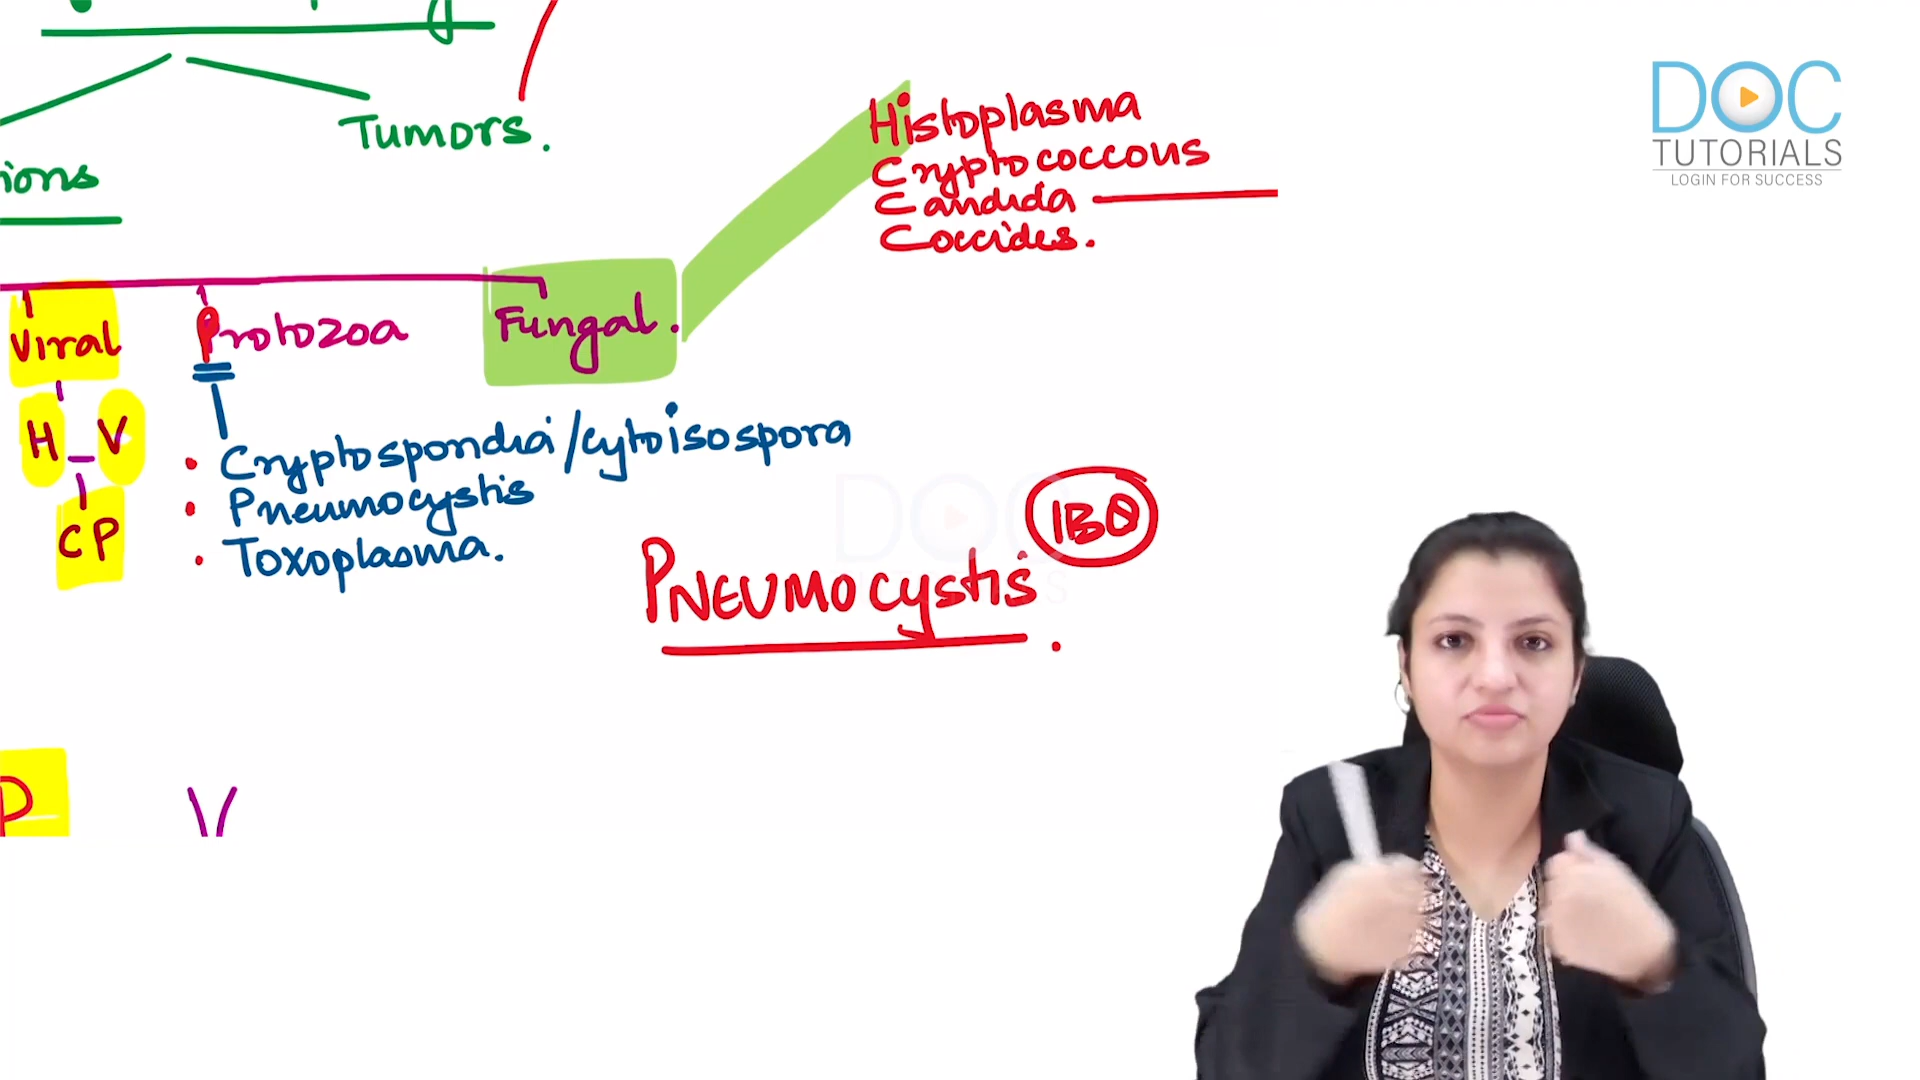 DOC
TUTORIALS
LOGIN FOR SUCCESS
Tumors.
ions
Histoplasma
Cryptococcous
Candida
Coccides.
Viral
Protozoa
Fungal.
H_V
CP
Cryptospondia/cytoisospora
Pneumocystis
Toxoplasma.
PNEUMOcystis
IBQ
P
V